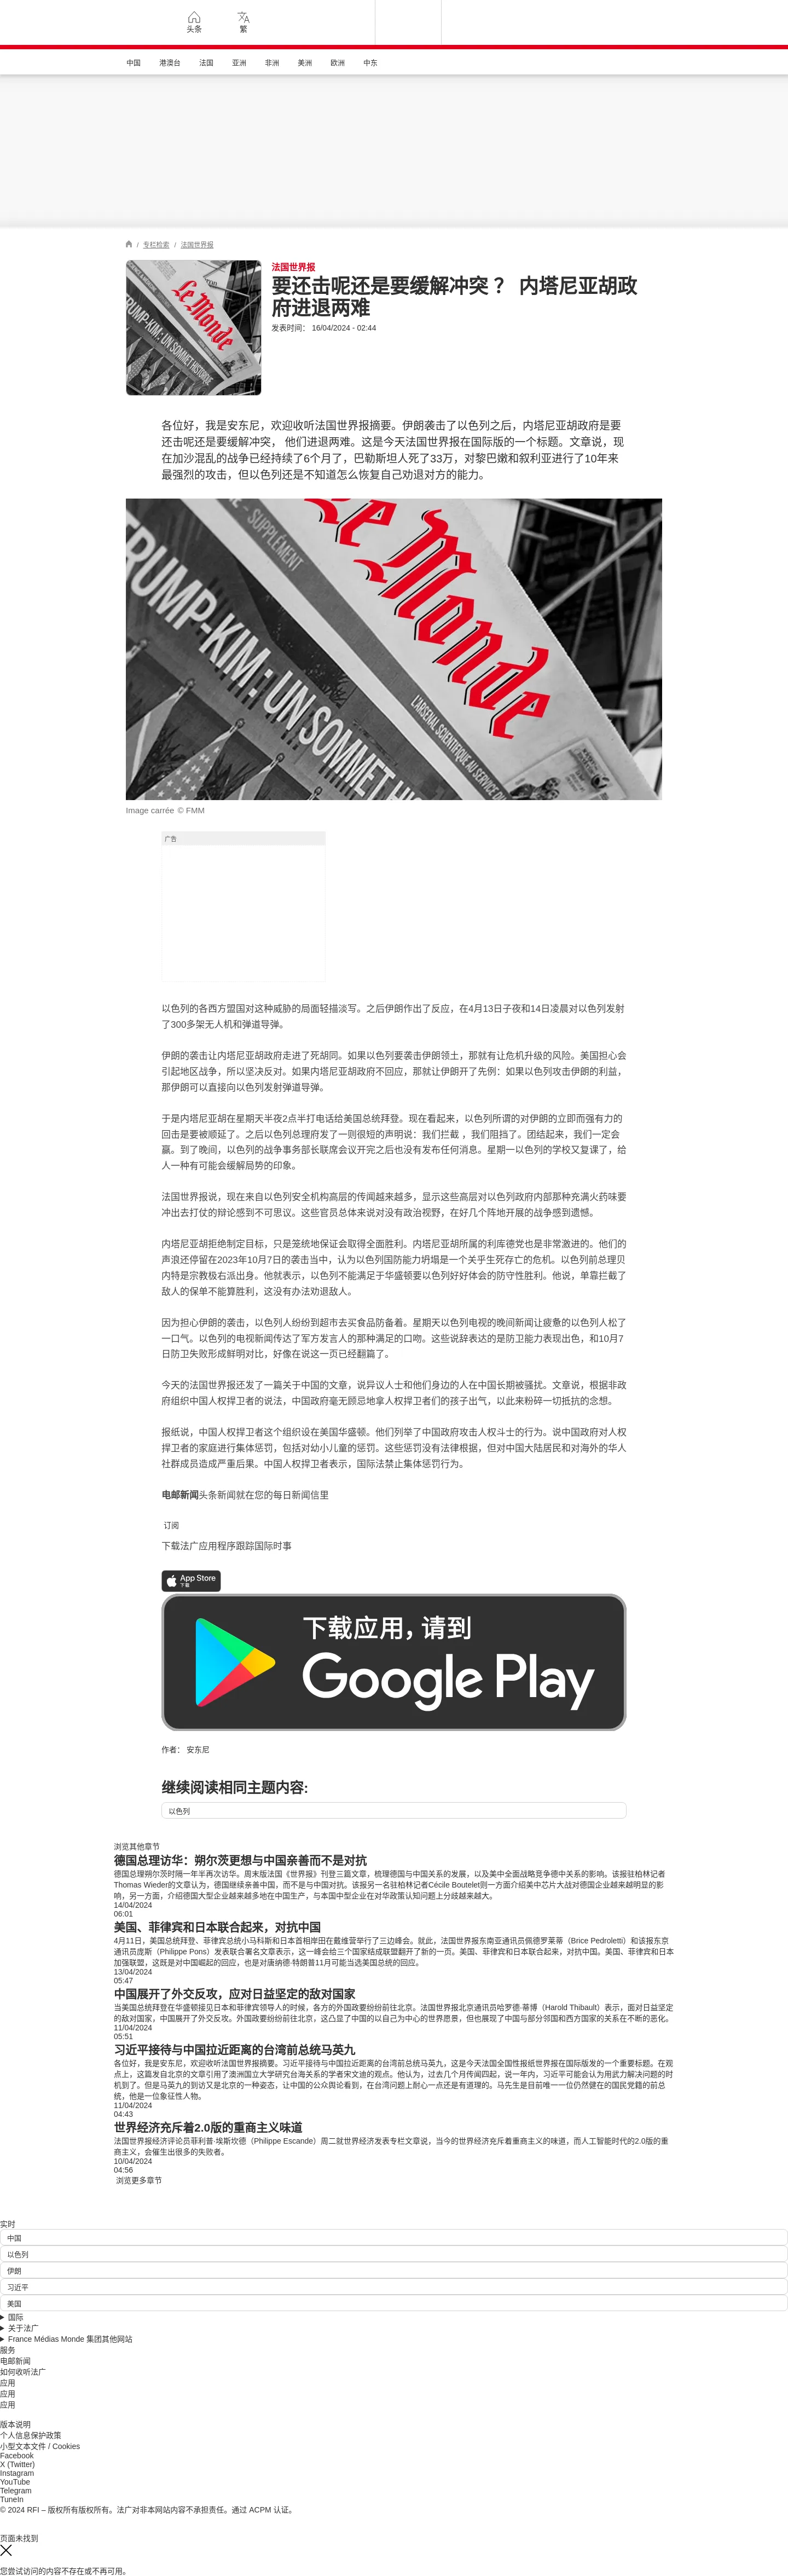 头条
繁
中国
港澳台
法国
亚洲
非洲
美洲
欧洲
中东
/ 专栏检索 / 法国世界报
Le Monde
TRUMP-KIM : UN SOMMET HISTORIQUE
法国世界报
要还击呢还是要缓解冲突？ 内塔尼亚胡政
府进退两难
发表时间： 16/04/2024 - 02:44
各位好，我是安东尼，欢迎收听法国世界报摘要。伊朗袭击了以色列之后，内塔尼亚胡政府是要
还击呢还是要缓解冲突， 他们进退两难。这是今天法国世界报在国际版的一个标题。文章说，现
在加沙混乱的战争已经持续了6个月了，巴勒斯坦人死了33万，对黎巴嫩和叙利亚进行了10年来
最强烈的攻击，但以色列还是不知道怎么恢复自己劝退对方的能力。
SUPPLÉMENT
Le Monde
TRUMP-KIM : UN SOMMET HISTORIQUE
L'ARSENAL SCIENTIFIQUE AU SERVICE DE
Image carrée © FMM
广告
以色列的各西方盟国对这种威胁的局面轻描淡写。之后伊朗作出了反应，在4月13日子夜和14日凌晨对以色列发射
了300多架无人机和弹道导弹。
伊朗的袭击让内塔尼亚胡政府走进了死胡同。如果以色列要袭击伊朗领土，那就有让危机升级的风险。美国担心会
引起地区战争，所以坚决反对。如果内塔尼亚胡政府不回应，那就让伊朗开了先例：如果以色列攻击伊朗的利益，
那伊朗可以直接向以色列发射弹道导弹。
于是内塔尼亚胡在星期天半夜2点半打电话给美国总统拜登。现在看起来，以色列所谓的对伊朗的立即而强有力的
回击是要被顺延了。之后以色列总理府发了一则很短的声明说：我们拦截 ，我们阻挡了。团结起来，我们一定会
赢。到了晚间，以色列的战争事务部长联席会议开完之后也没有发布任何消息。星期一以色列的学校又复课了，给
人一种有可能会缓解局势的印象。
法国世界报说，现在来自以色列安全机构高层的传闻越来越多，显示这些高层对以色列政府内部那种充满火药味要
冲出去打仗的辩论感到不可思议。这些官员总体来说对没有政治视野，在好几个阵地开展的战争感到遗憾。
内塔尼亚胡拒绝制定目标，只是笼统地保证会取得全面胜利。内塔尼亚胡所属的利库德党也是非常激进的。他们的
声浪还停留在2023年10月7日的袭击当中，认为以色列国防能力坍塌是一个关乎生死存亡的危机。以色列前总理贝
内特是宗教极右派出身。他就表示，以色列不能满足于华盛顿要以色列好好体会的防守性胜利。他说，单靠拦截了
敌人的保单不能算胜利，这没有办法劝退敌人。
因为担心伊朗的袭击，以色列人纷纷到超市去买食品防备着。星期天以色列电视的晚间新闻让疲惫的以色列人松了
一口气。以色列的电视新闻传达了军方发言人的那种满足的口吻。这些说辞表达的是防卫能力表现出色，和10月7
日防卫失败形成鲜明对比，好像在说这一页已经翻篇了。
今天的法国世界报还发了一篇关于中国的文章，说异议人士和他们身边的人在中国长期被骚扰。文章说，根据非政
府组织中国人权捍卫者的说法，中国政府毫无顾忌地拿人权捍卫者们的孩子出气，以此来粉碎一切抵抗的念想。
报纸说，中国人权捍卫者这个组织设在美国华盛顿。他们列举了中国政府攻击人权斗士的行为。说中国政府对人权
捍卫者的家庭进行集体惩罚，包括对幼小儿童的惩罚。这些惩罚没有法律根据，但对中国大陆居民和对海外的华人
社群成员造成严重后果。中国人权捍卫者表示，国际法禁止集体惩罚行为。
电邮新闻头条新闻就在您的每日新闻信里
订阅
下载法广应用程序跟踪国际时事
App Store
下载
下载应用，请到
Google Play
作者： 安东尼
继续阅读相同主题内容:
以色列
浏览其他章节
德国总理访华：朔尔茨更想与中国亲善而不是对抗
德国总理朔尔茨时隔一年半再次访华。周末版法国《世界报》刊登三篇文章，梳理德国与中国关系的发展，以及美中全面战略竞争德中关系的影响。该报驻柏林记者
Thomas Wieder的文章认为，德国继续亲善中国，而不是与中国对抗。该报另一名驻柏林记者Cécile Boutelet则一方面介绍美中芯片大战对德国企业越来越明显的影
响，另一方面，介绍德国大型企业越来越多地在中国生产，与本国中型企业在对华政策认知问题上分歧越来越大。
14/04/2024
06:01
美国、菲律宾和日本联合起来，对抗中国
4月11日，美国总统拜登、菲律宾总统小马科斯和日本首相岸田在戴维营举行了三边峰会。就此，法国世界报东南亚通讯员佩德罗莱蒂（Brice Pedroletti）和该报东京
通讯员庞斯（Philippe Pons）发表联合署名文章表示，这一峰会给三个国家结成联盟翻开了新的一页。美国、菲律宾和日本联合起来，对抗中国。美国、菲律宾和日本
加强联盟，这既是对中国崛起的回应，也是对唐纳德·特朗普11月可能当选美国总统的回应。
13/04/2024
05:47
中国展开了外交反攻，应对日益坚定的敌对国家
当美国总统拜登在华盛顿接见日本和菲律宾领导人的时候，各方的外国政要纷纷前往北京。法国世界报北京通讯员哈罗德·蒂博（Harold Thibault）表示，面对日益坚定
的敌对国家，中国展开了外交反攻。外国政要纷纷前往北京，这凸显了中国的以自己为中心的世界愿景，但也展现了中国与部分邻国和西方国家的关系在不断的恶化。
11/04/2024
05:51
习近平接待与中国拉近距离的台湾前总统马英九
各位好，我是安东尼，欢迎收听法国世界报摘要。习近平接待与中国拉近距离的台湾前总统马英九，这是今天法国全国性报纸世界报在国际版发的一个重要标题。在观
点上，这篇发自北京的文章引用了澳洲国立大学研究台海关系的学者宋文迪的观点。他认为，过去几个月传闻四起，说一年内，习近平可能会认为用武力解决问题的时
机到了。但是马英九的到访又是北京的一种姿态，让中国的公众舆论看到，在台湾问题上耐心一点还是有道理的。马先生是目前唯一一位仍然健在的国民党籍的前总
统，他是一位象征性人物。
11/04/2024
04:43
世界经济充斥着2.0版的重商主义味道
法国世界报经济评论员菲利普·埃斯坎德（Philippe Escande）周二就世界经济发表专栏文章说，当今的世界经济充斥着重商主义的味道，而人工智能时代的2.0版的重
商主义，会催生出很多的失败者。
10/04/2024
04:56
浏览更多章节
实时
中国
以色列
伊朗
习近平
美国
国际
关于法广
France Médias Monde 集团其他网站
服务
电邮新闻
如何收听法广
应用
应用
应用
版本说明
个人信息保护政策
小型文本文件 / Cookies
Facebook
X (Twitter)
Instagram
YouTube
Telegram
TuneIn
© 2024 RFI – 版权所有版权所有。法广对非本网站内容不承担责任。通过 ACPM 认证。
页面未找到
您尝试访问的内容不存在或不再可用。